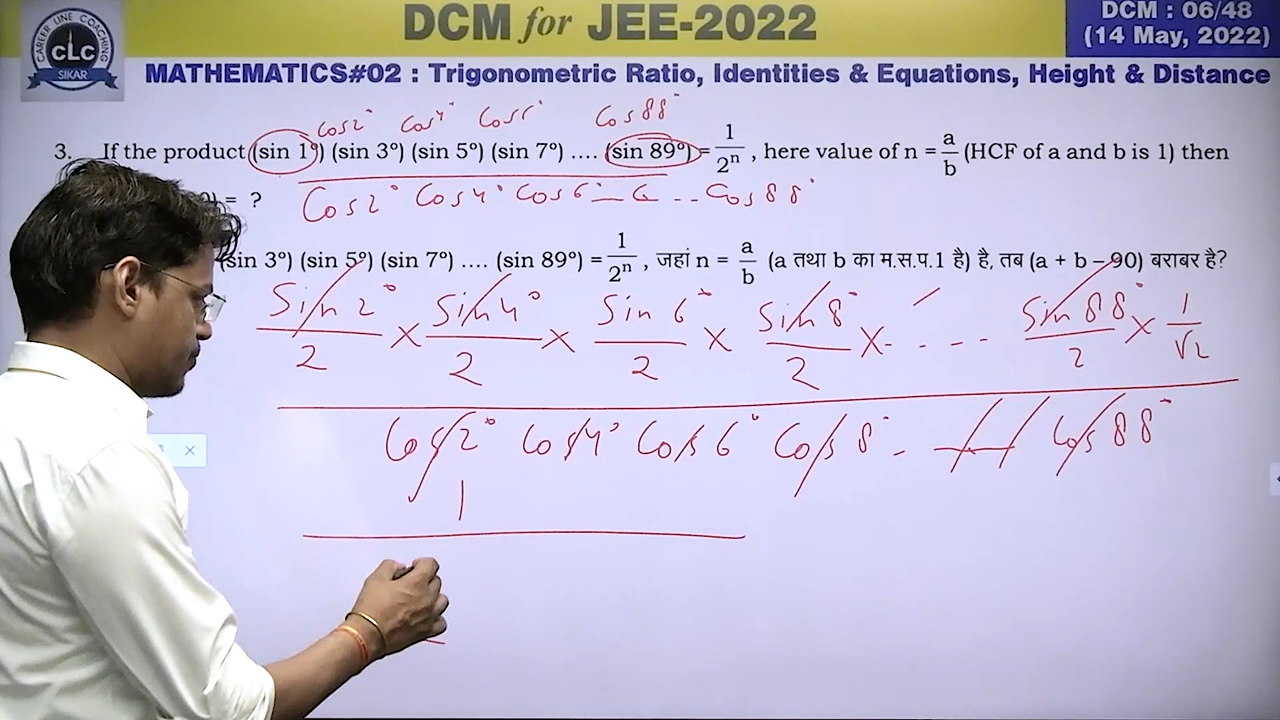 CAREER LINE COACHING
CLC
SIKAR
DCM for JEE-2022
DCM : 06/48
(14 May, 2022)
MATHEMATICS#02 : Trigonometric Ratio, Identities & Equations, Height & Distance
cos2° cos4° cos88°
3. If the product (sin 1°) (sin 3°) (sin 5°) (sin 7°) .... (sin 89°) = 1/2ⁿ , here value of n = a/b (HCF of a and b is 1) then
= ?
Cos2° Cos4° Cos6° - - - Cos88°
(sin 3°) (sin 5°) (sin 7°) .... (sin 89°) = 1/2ⁿ , जहां n = a/b (a तथा b का म.स.प.1 है) है, तब (a + b – 90) बराबर है?
Sin2°/2 × Sin4°/2 × Sin6°/2 × Sin8°/2 × - - - - Sin88°/2 × 1/√2
Cos2° Cos4° Cos6° Cos8° - Cos88°
1